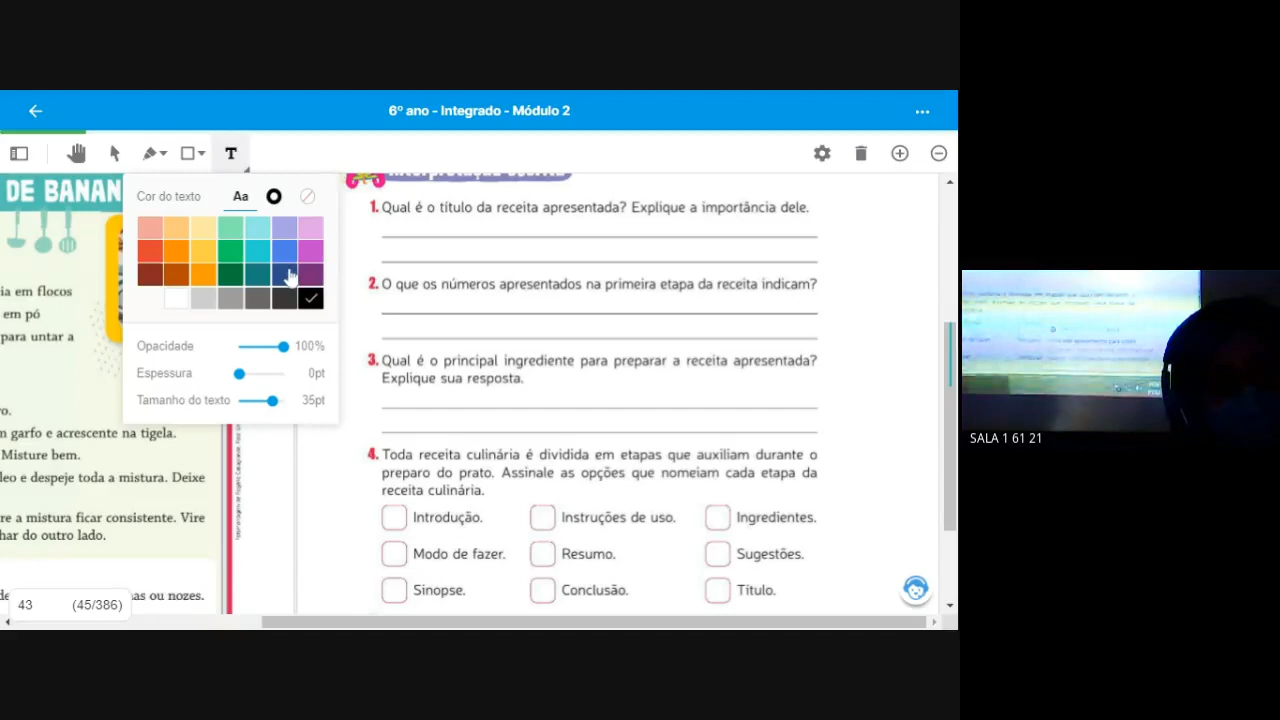 6º ano - Integrado - Módulo 2
T
DE BANAN
Cor do texto Aa
Opacidade 100%
Espessura 0pt
Tamanho do texto 35pt
ia em flocos
em pó
para untar a
o.
m garfo e acrescente na tigela.
Misture bem.
leo e despeje toda a mistura. Deixe
re a mistura ficar consistente. Vire
har do outro lado.
as ou nozes.
43 (45/386)
1. Qual é o título da receita apresentada? Explique a importância dele.
2. O que os números apresentados na primeira etapa da receita indicam?
3. Qual é o principal ingrediente para preparar a receita apresentada?
Explique sua resposta.
4. Toda receita culinária é dividida em etapas que auxiliam durante o
preparo do prato. Assinale as opções que nomeiam cada etapa da
receita culinária.
Introdução. Instruções de uso. Ingredientes.
Modo de fazer. Resumo. Sugestões.
Sinopse. Conclusão. Título.
SALA 1 61 21